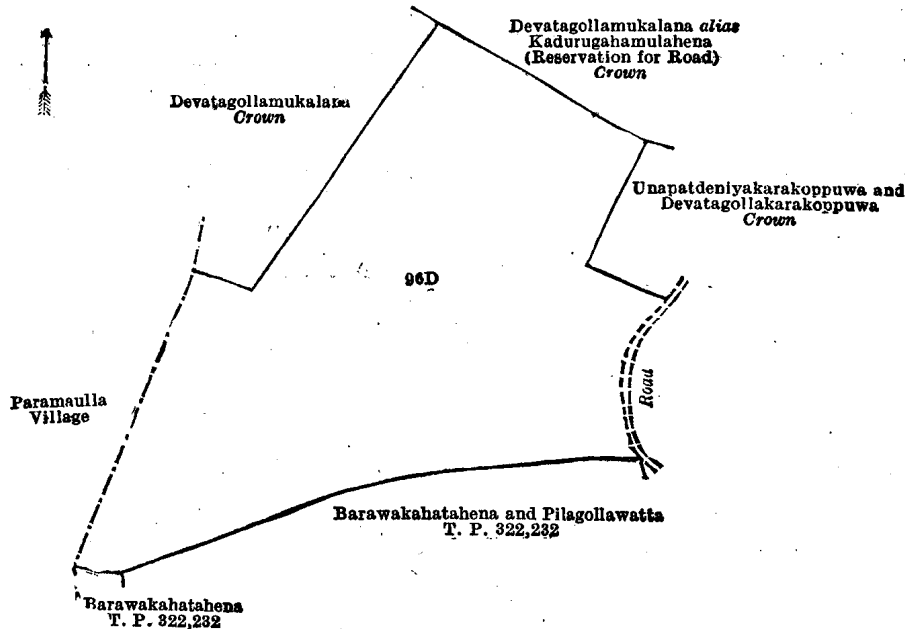 Devatagollamukalana alias
Kadurugahamulahena
(Reservation for Road)
Crown
Devatagollamukalana
Crown
Unapatdeniyakarakoppuwa and
Devatagollakarakoppuwa
Crown
96D
Road
Paramaulla
Village
Barawakahatahena and Pilagollawatta
T. P. 322,232
Barawakahatahena
T. P. 322,232